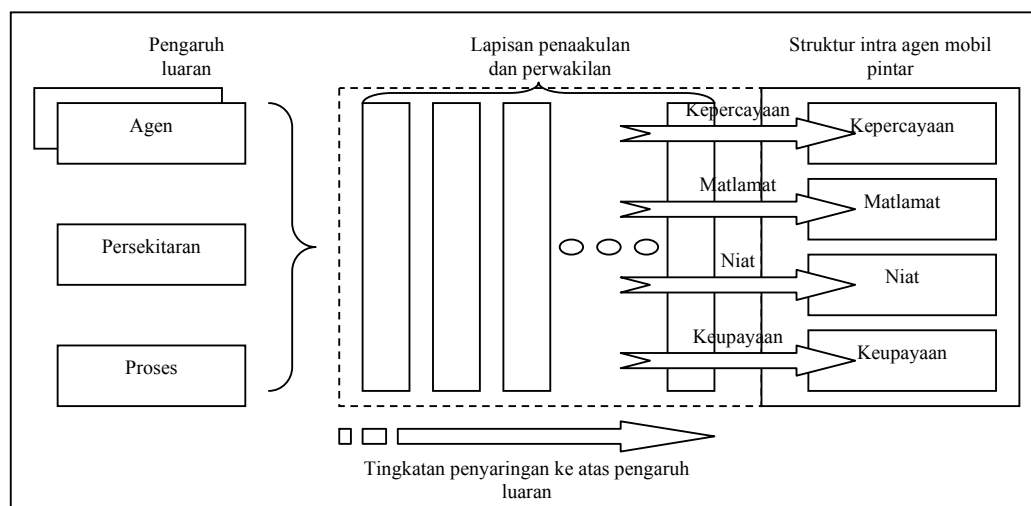 Pengaruh
luaran
Lapisan penaakulan
dan perwakilan
Struktur intra agen mobil
pintar
Agen
Persekitaran
Proses
Kepercayaan
Matlamat
Niat
Keupayaan
Kepercayaan
Matlamat
Niat
Keupayaan
Tingkatan penyaringan ke atas pengaruh
luaran